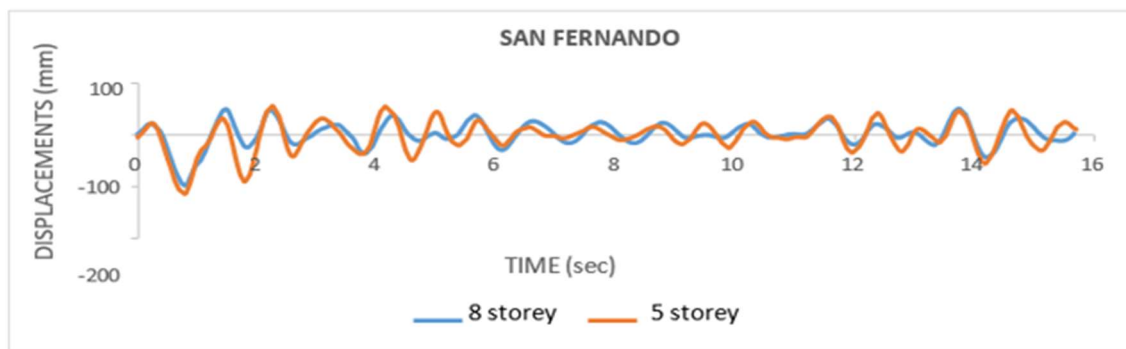 SAN FERNANDO
DISPLACEMENTS (mm)
100
0 2 4 6 8 10 12 14 16
-100
-200
TIME (sec)
8 storey 5 storey